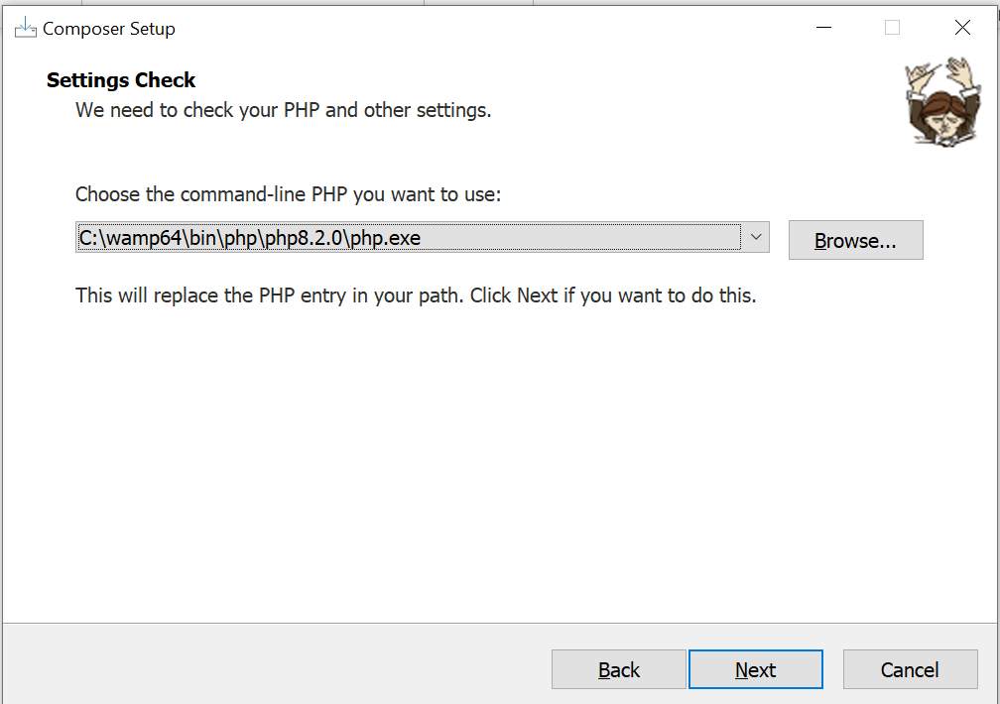 Composer Setup
Settings Check
We need to check your PHP and other settings.
Choose the command-line PHP you want to use:
C:\wamp64\bin\php\php8.2.0\php.exe
Browse...
This will replace the PHP entry in your path. Click Next if you want to do this.
Back
Next
Cancel